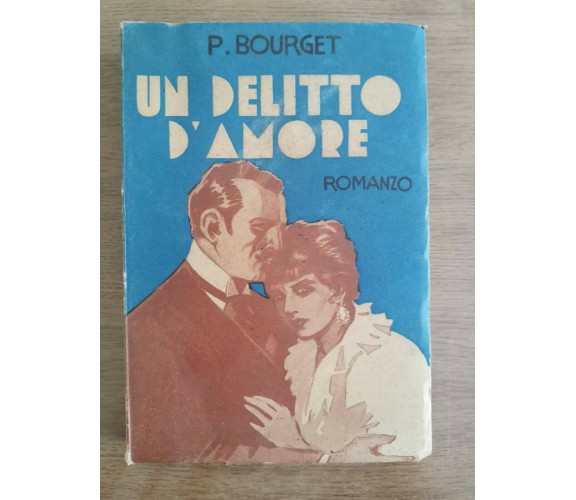 P. BOURGET
UN DELITTO
D'AMORE
ROMANZO